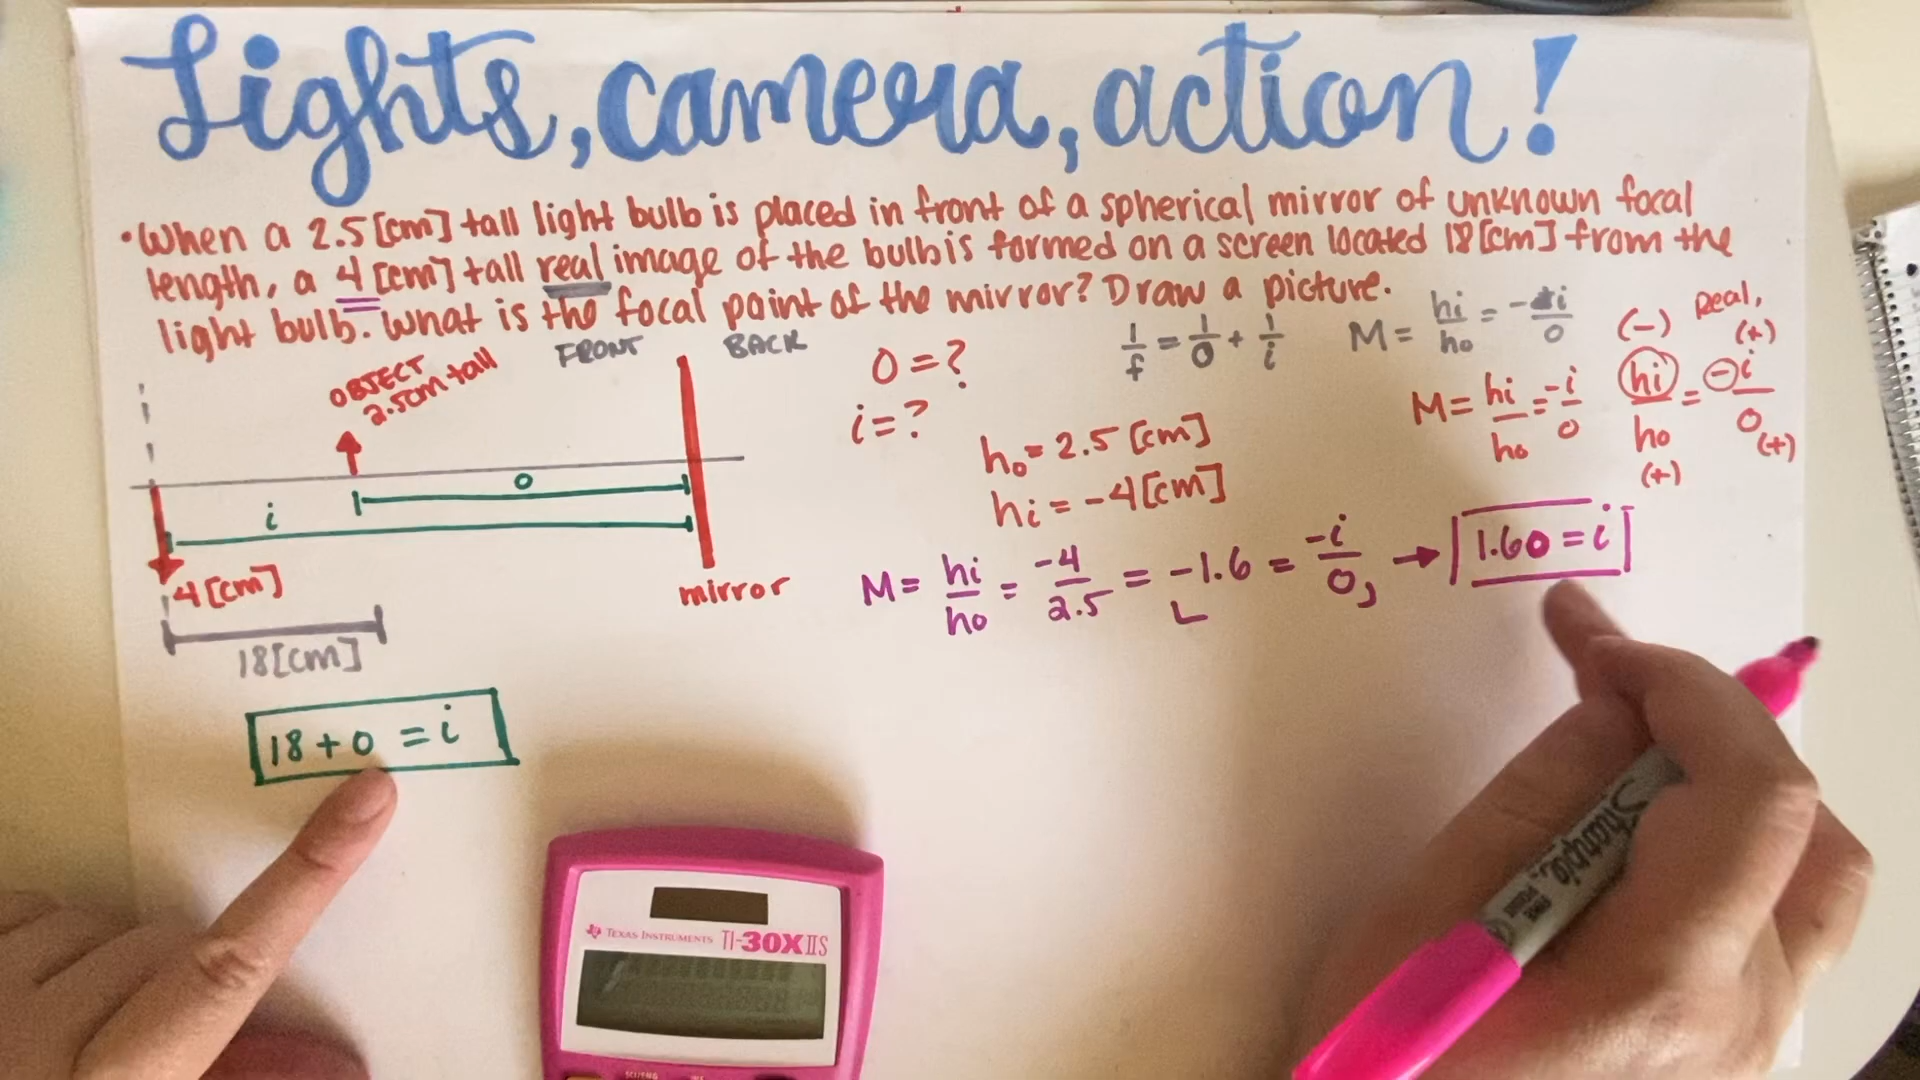 Lights, camera, action!
• When a 2.5 [cm] tall light bulb is placed in front of a spherical mirror of unknown focal
length, a 4 [cm] tall real image of the bulb is formed on a screen located 18 [cm] from the
light bulb. What is the focal point of the mirror? Draw a picture.
OBJECT
2.5cm tall
FRONT
BACK
o
i
4 [cm]
mirror
18 [cm]
18 + o = i
o = ?
i = ?
1/f = 1/o + 1/i
M = hi/ho = -i/o
ho = 2.5 [cm]
hi = -4 [cm]
M = hi/ho = -i/o
(-) Real, (+)
hi/ho = -i/o
(+) (+)
M = hi/ho = -4/2.5 = -1.6 = -i/o, → 1.6o = i
TEXAS INSTRUMENTS TI-30X IIS
SCI/ENG
Sharpie